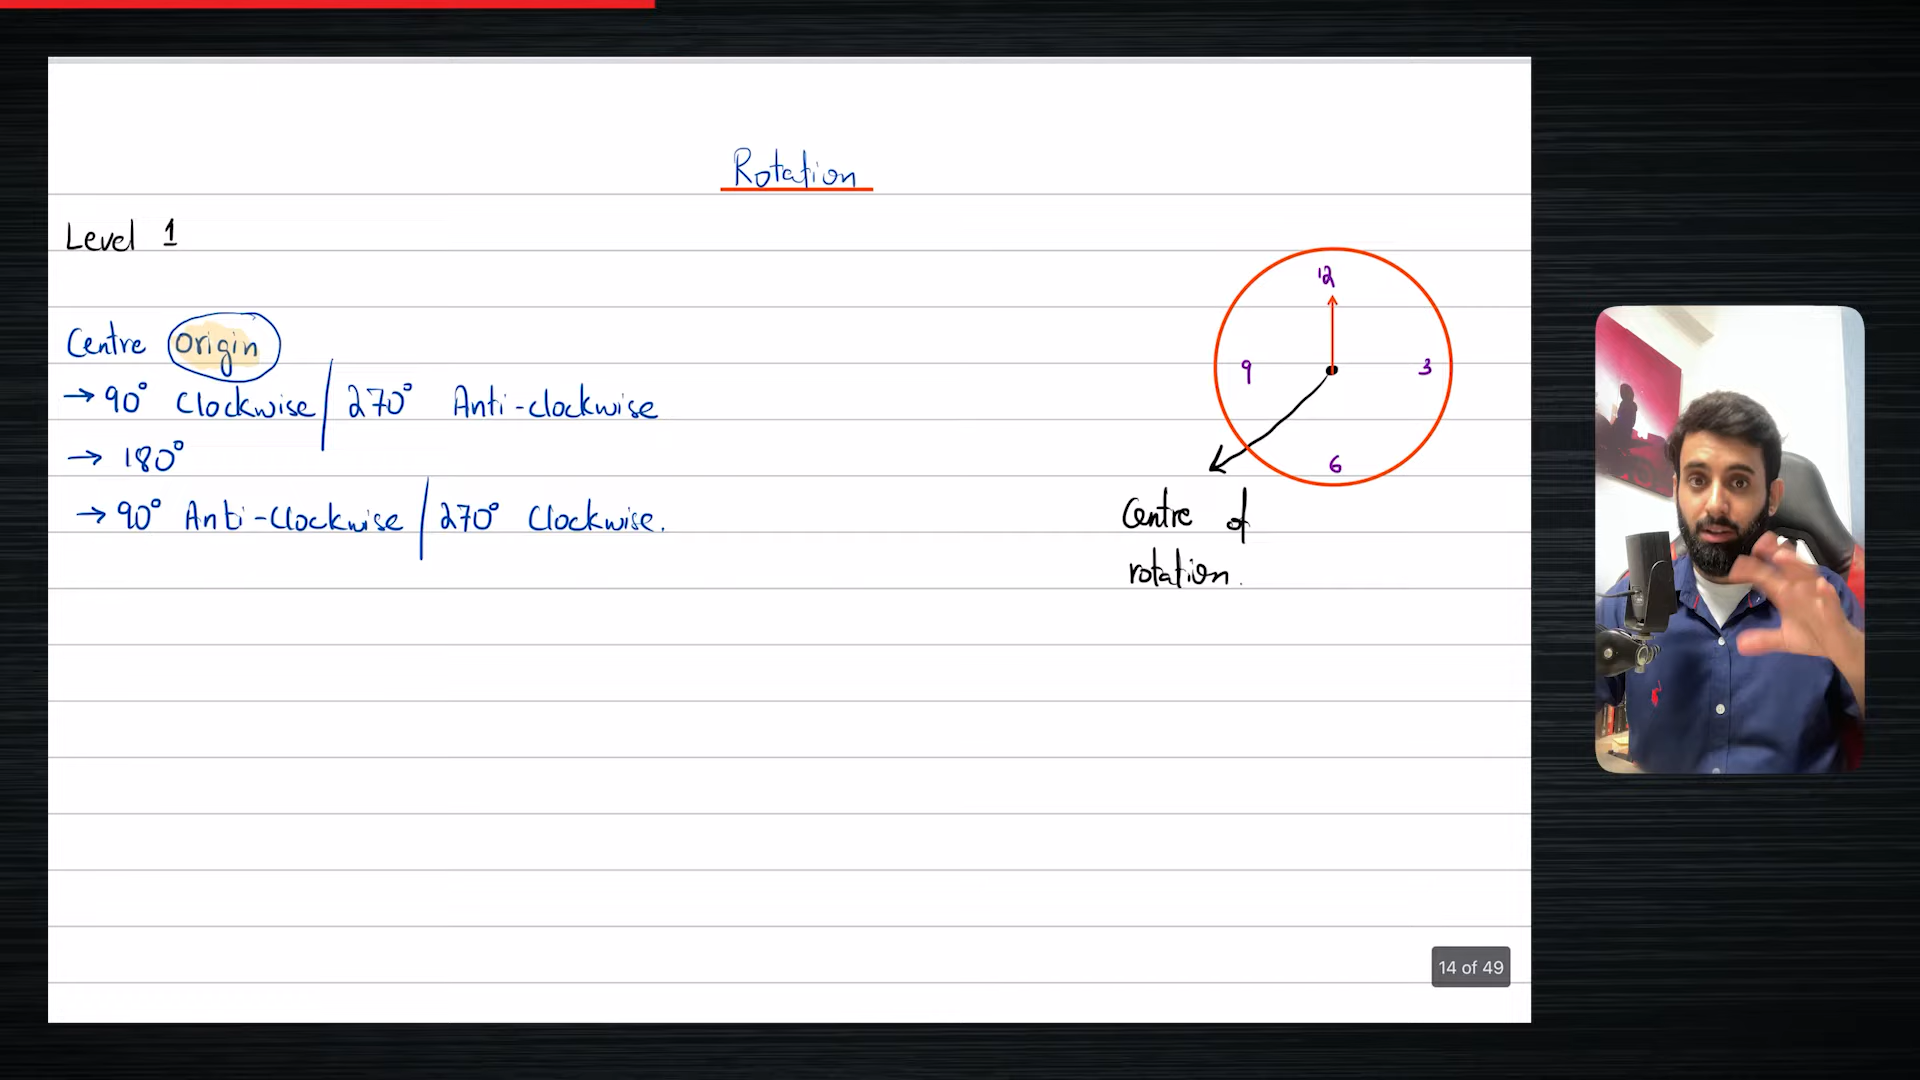 Rotation
Level 1
Centre Origin
→ 90° Clockwise / 270° Anti-clockwise
→ 180°
→ 90° Anti-Clockwise / 270° Clockwise.
12
9
3
6
Centre of
rotation.
14 of 49